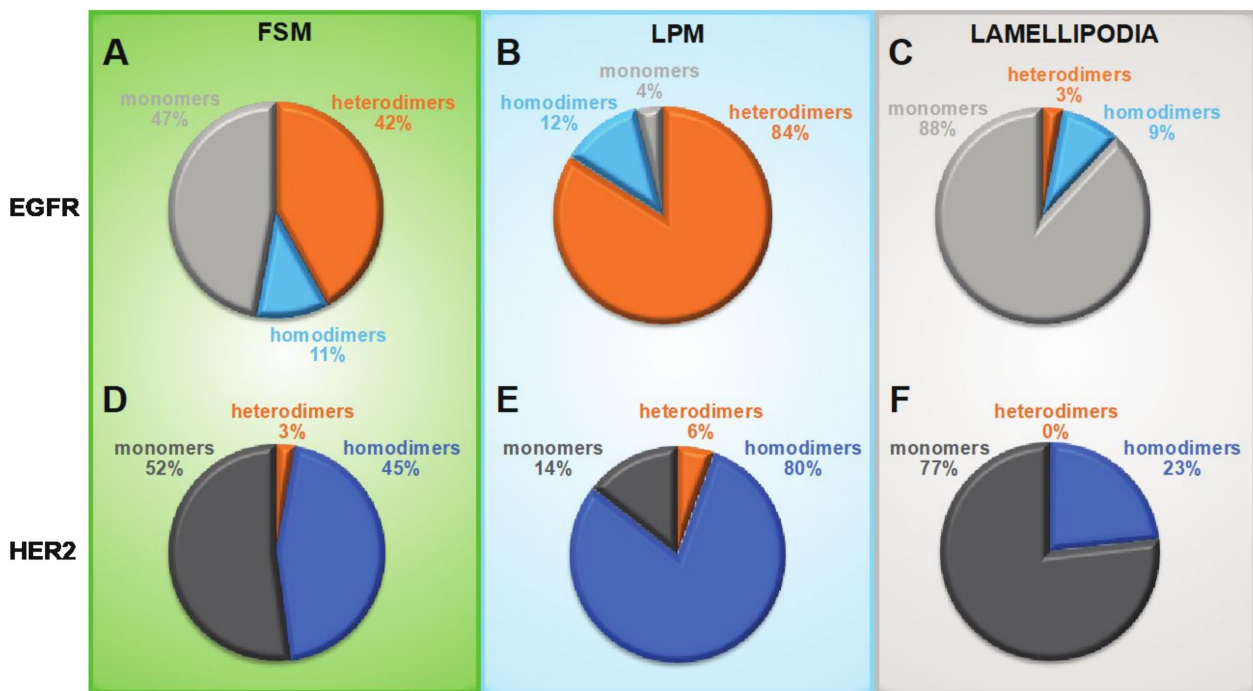 FSM
LPM
LAMELLIPODIA
A
B
C
EGFR
monomers
47%
heterodimers
42%
homodimers
11%
monomers
4%
homodimers
12%
heterodimers
84%
heterodimers
3%
monomers
88%
homodimers
9%
D
E
F
HER2
heterodimers
3%
monomers
52%
homodimers
45%
heterodimers
6%
monomers
14%
homodimers
80%
heterodimers
0%
monomers
77%
homodimers
23%